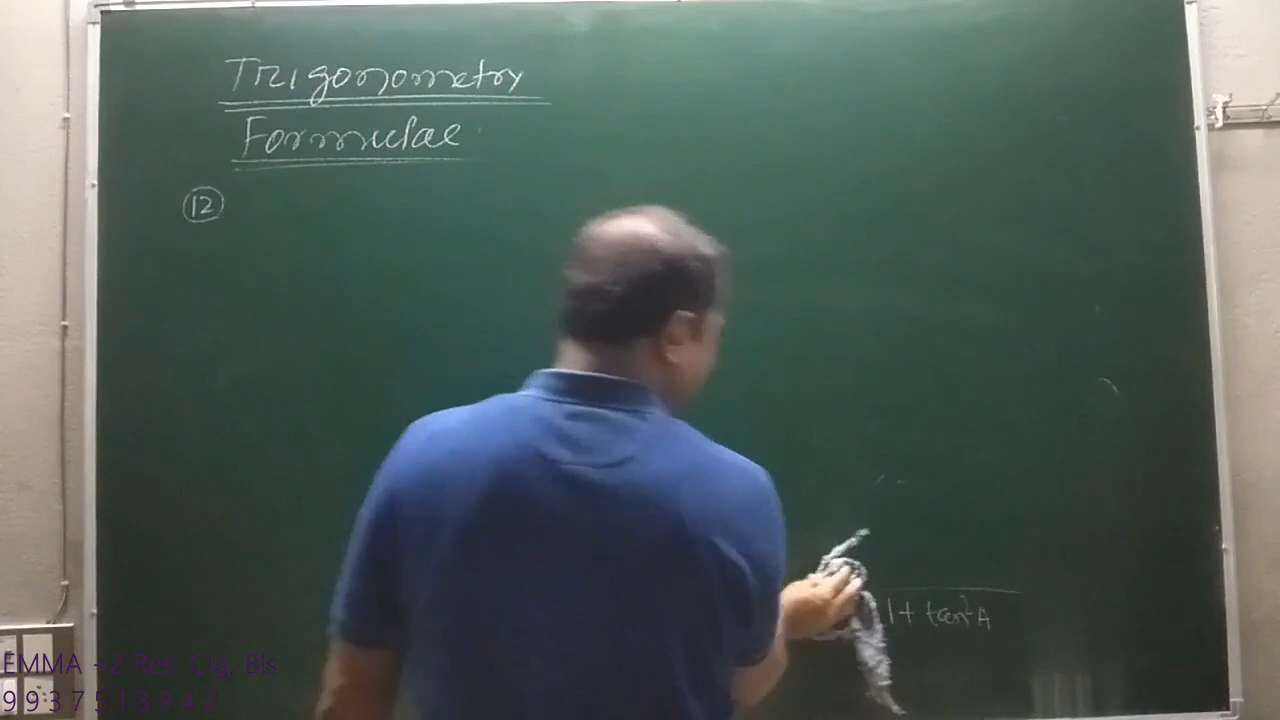 Trigonometry
Formulae
12
1 + tan²A
EMMA +2 Res. Clg, Bls
9937518942